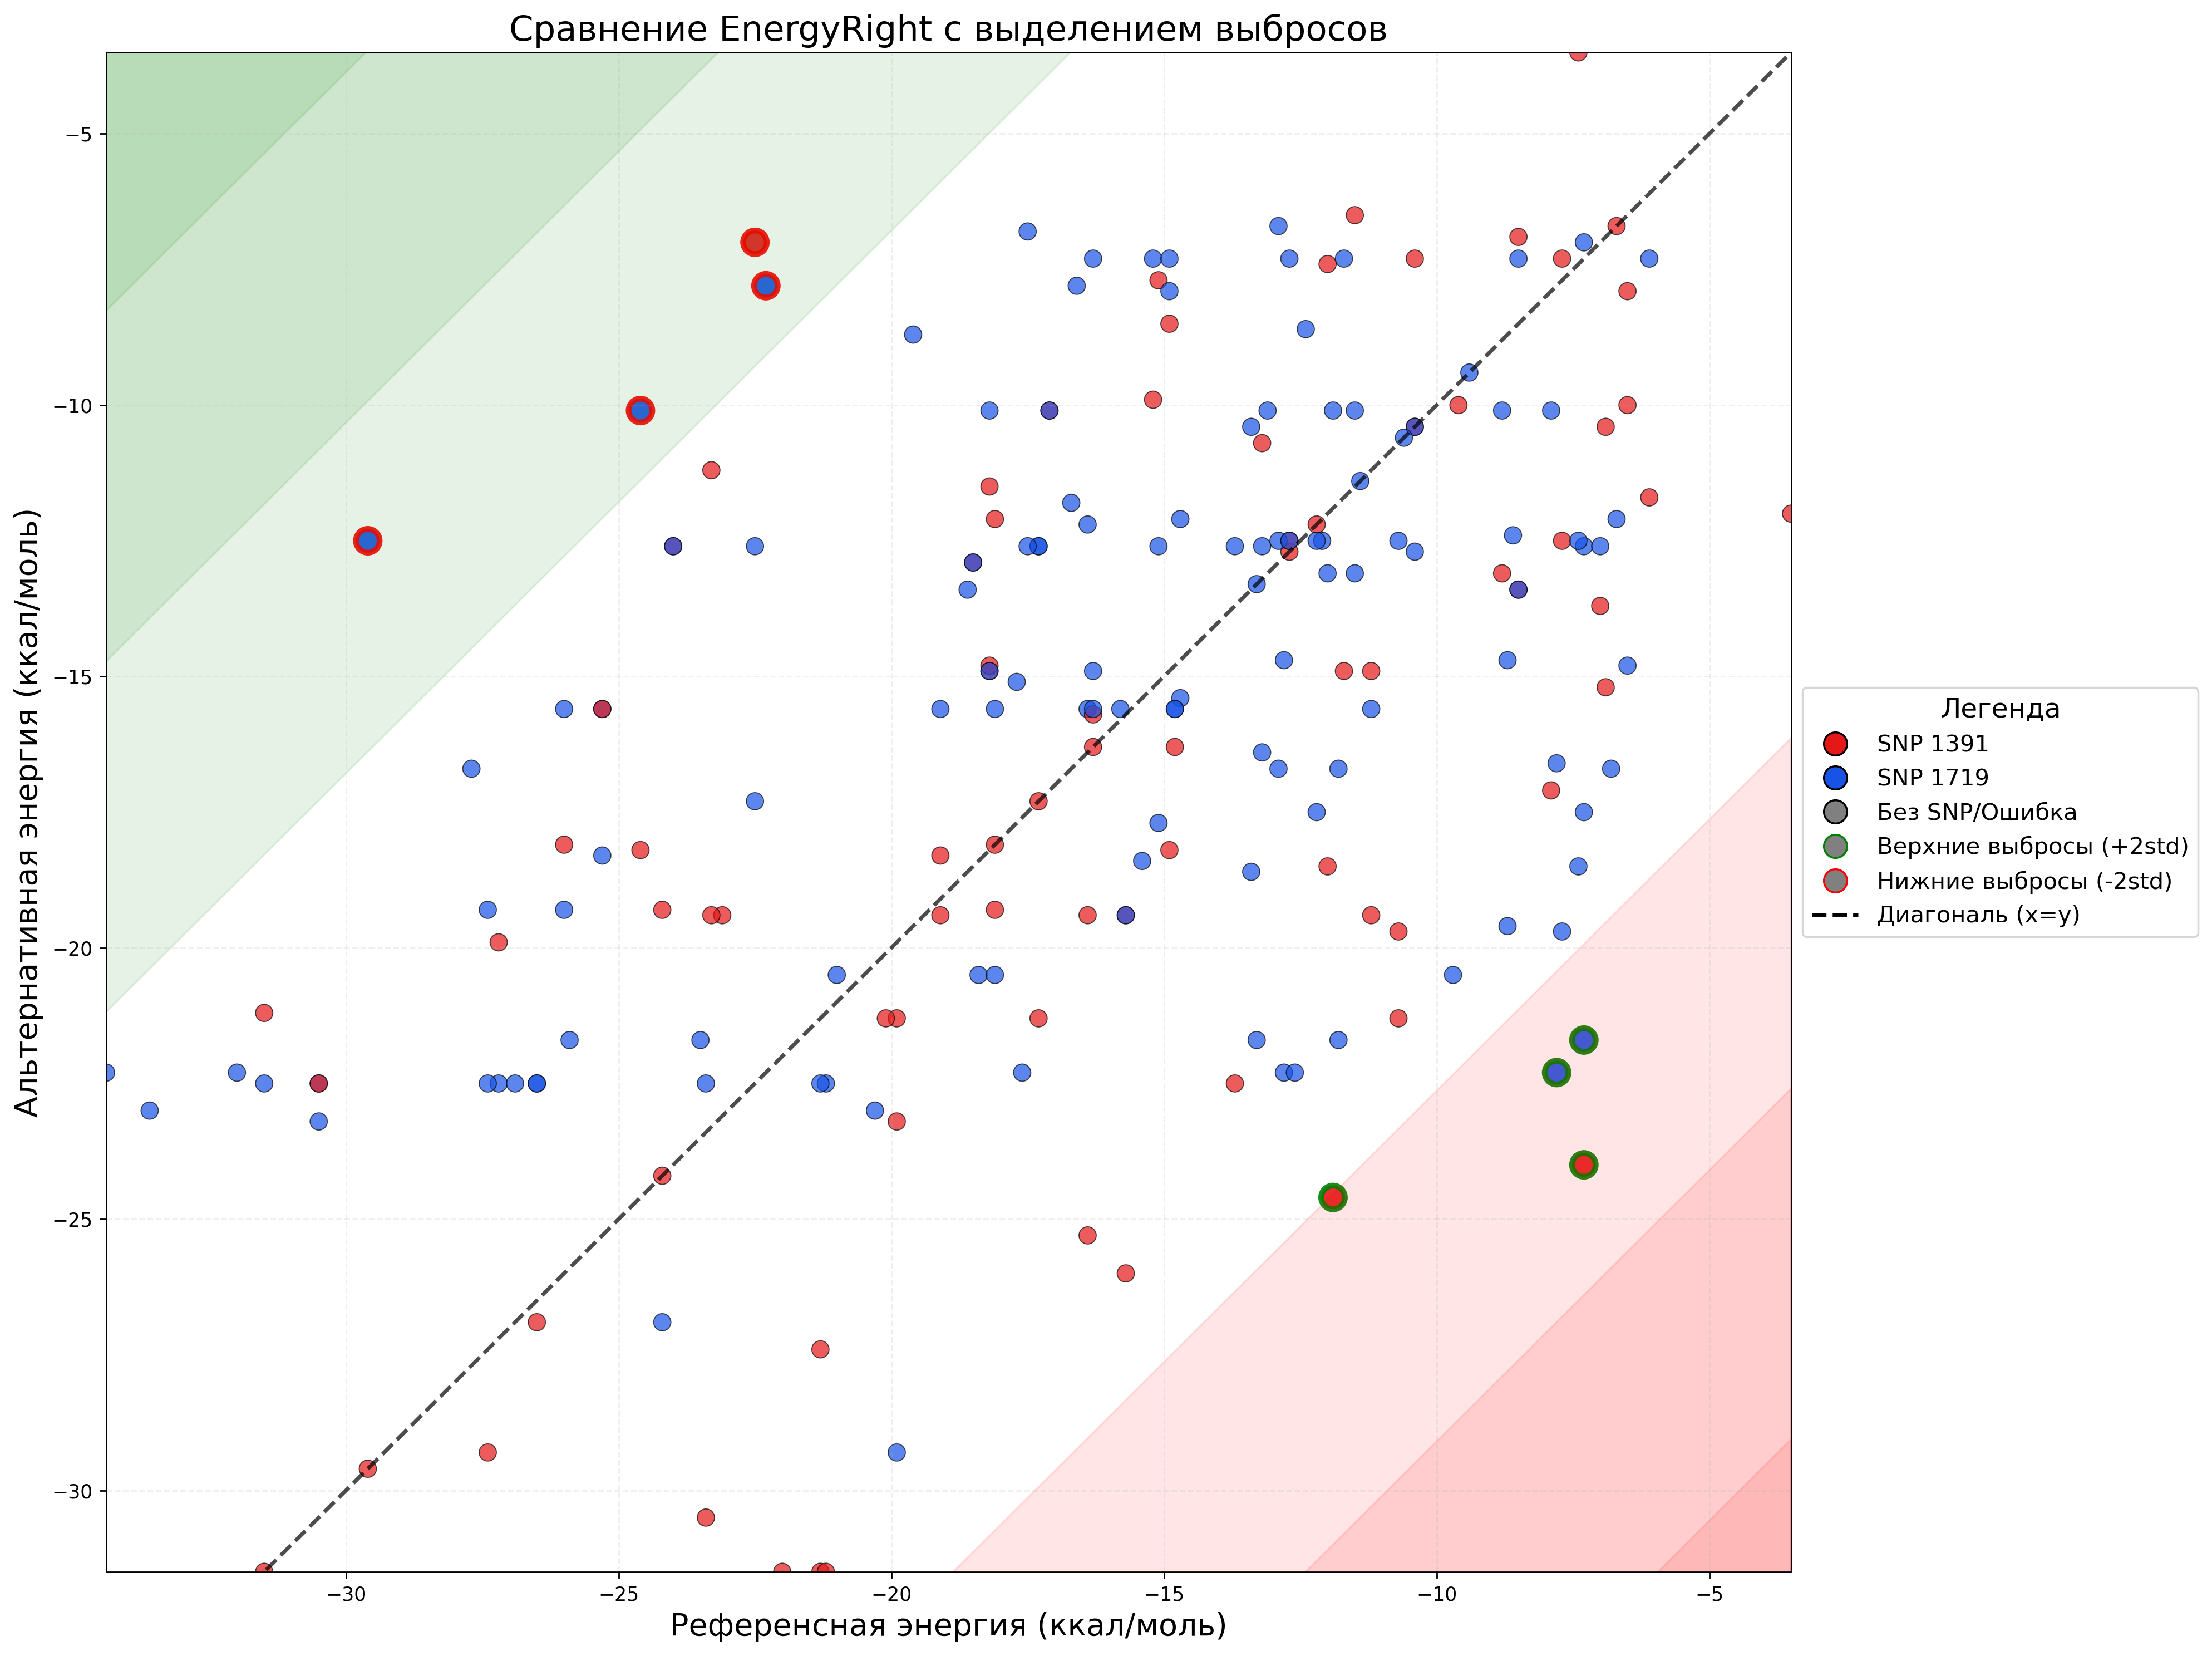 Сравнение EnergyRight с выделением выбросов
Альтернативная энергия (ккал/моль)
−5
−10
−15
−20
−25
−30
−30
−25
−20
−15
−10
−5
Референсная энергия (ккал/моль)
Легенда
SNP 1391
SNP 1719
Без SNP/Ошибка
Верхние выбросы (+2std)
Нижние выбросы (-2std)
Диагональ (x=y)